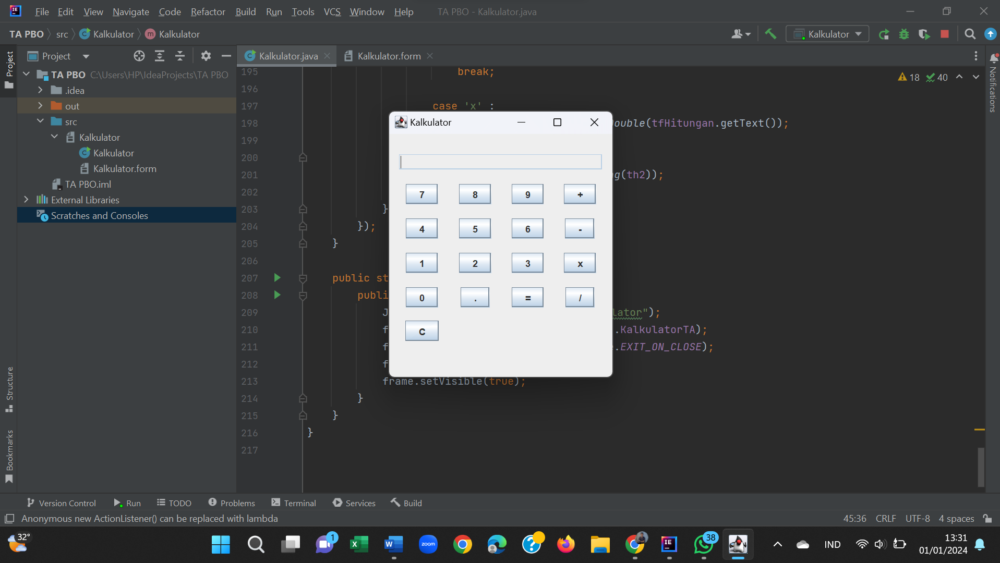 File Edit View Navigate Code Refactor Build Run Tools VCS Window Help TA PBO - Kalkulator.java
TA PBO src Kalkulator Kalkulator Kalkulator
Project
Kalkulator.java Kalkulator.form
Project
TA PBO C:\Users\HP\IdeaProjects\TA PBO
.idea
out
src
Kalkulator
Kalkulator
Kalkulator.form
TA PBO.iml
External Libraries
Scratches and Consoles
Structure
Bookmarks
Notifications
18 40
195 break;
196
197 case 'x' :
198 ouble(tfHitungan.getText());
199
200
201 g(th2));
202
203 }
204 });
205 }
206
207 public st
208 publi
209 J lator");
210 f .KalkulatorTA);
211 f .EXIT_ON_CLOSE);
212 f
213 frame.setVisible(true);
214 }
215 }
216 }
217
Kalkulator
7 8 9 +
4 5 6 -
1 2 3 x
0 . = /
C
Version Control Run TODO Problems Terminal Services Build
Anonymous new ActionListener() can be replaced with lambda 45:36 CRLF UTF-8 4 spaces
32° 1 zoom 38 IND 13:31
01/01/2024